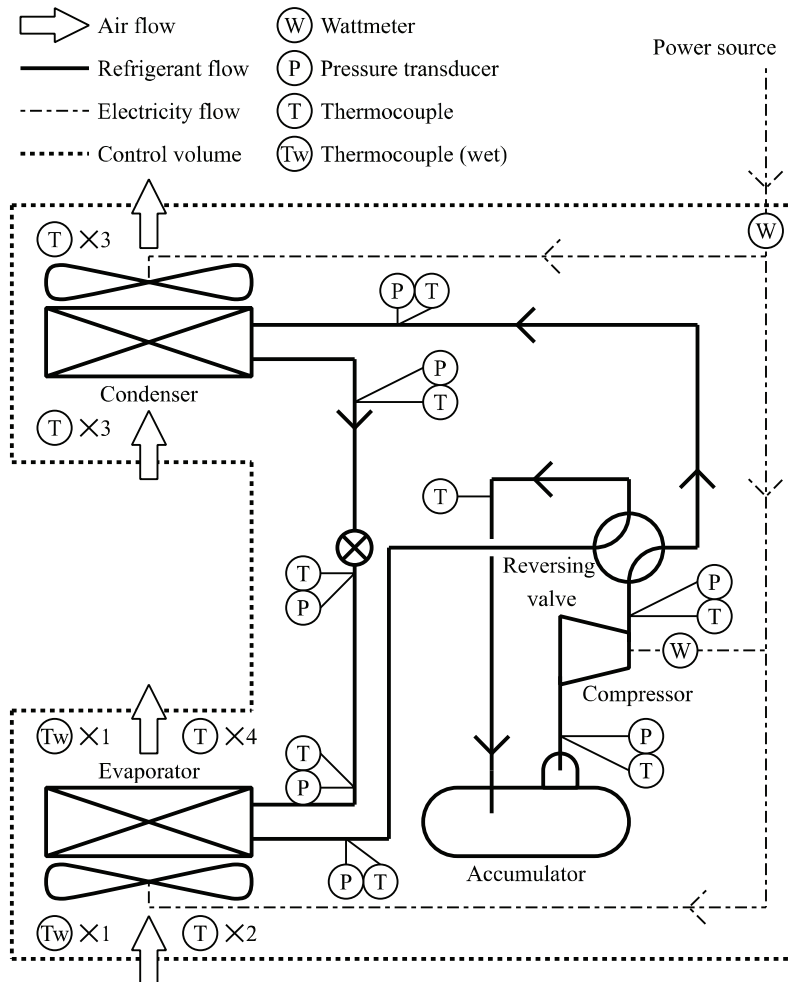 Air flow
W Wattmeter
Power source
Refrigerant flow
P Pressure transducer
Electricity flow
T Thermocouple
Control volume
Tw Thermocouple (wet)
T ×3
W
P T
P
T
Condenser
T ×3
T
T
P
Reversing
valve
P
T
W
Compressor
Tw ×1
T ×4
T
P
P
T
Evaporator
Accumulator
P T
Tw ×1
T ×2